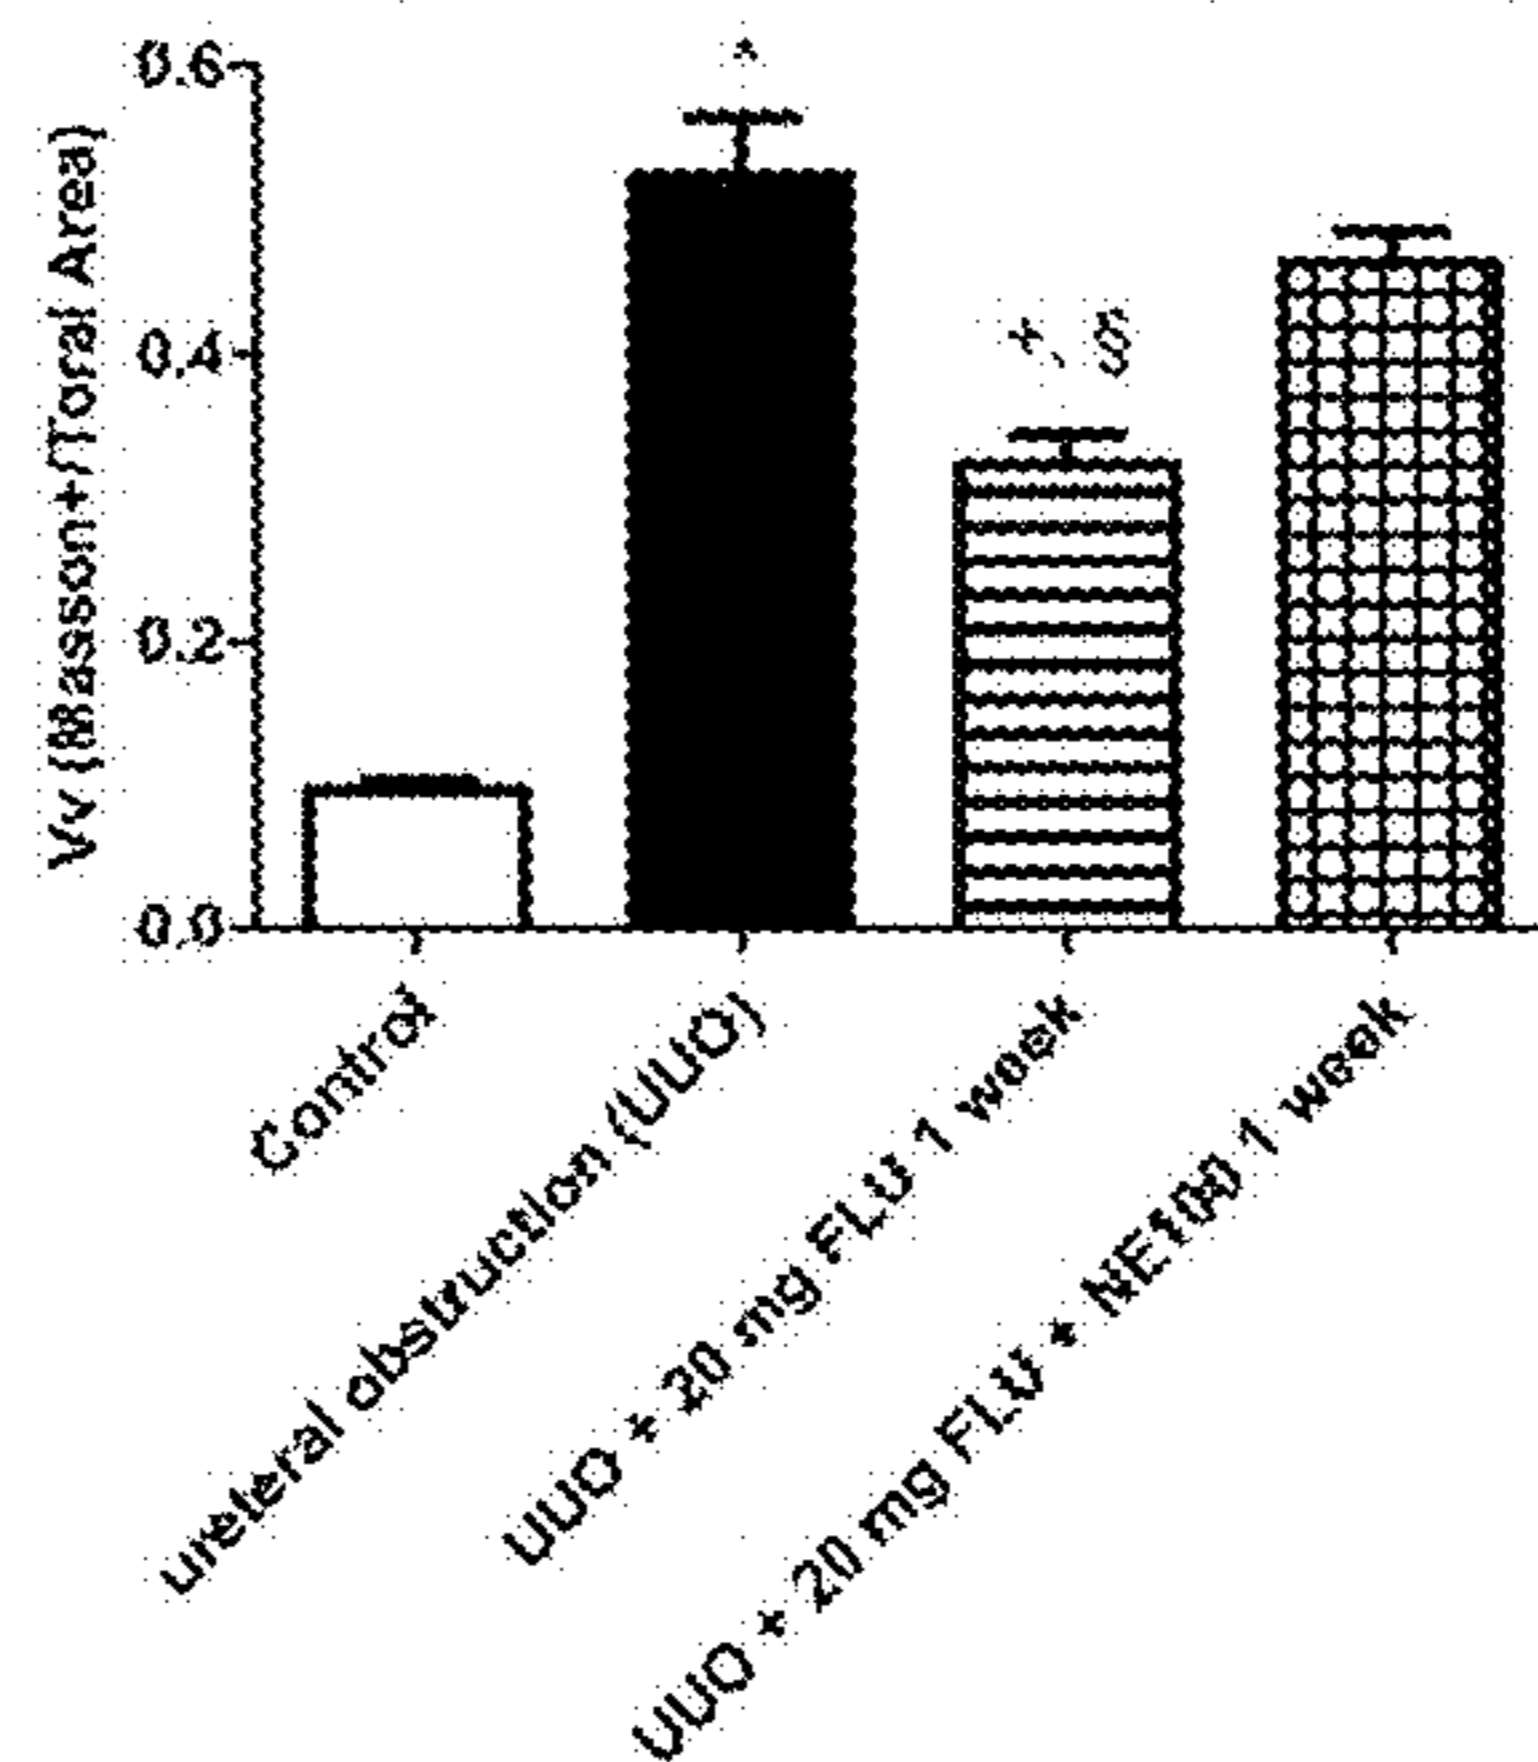 Vv (Masson+/Toral Area)
0.6
0.4
0.2
0.0
*
*, §
Control
ureteral obstruction (UUO)
UUO + 20 mg FLU 1 week
UUO + 20 mg FLU + NE100 1 week